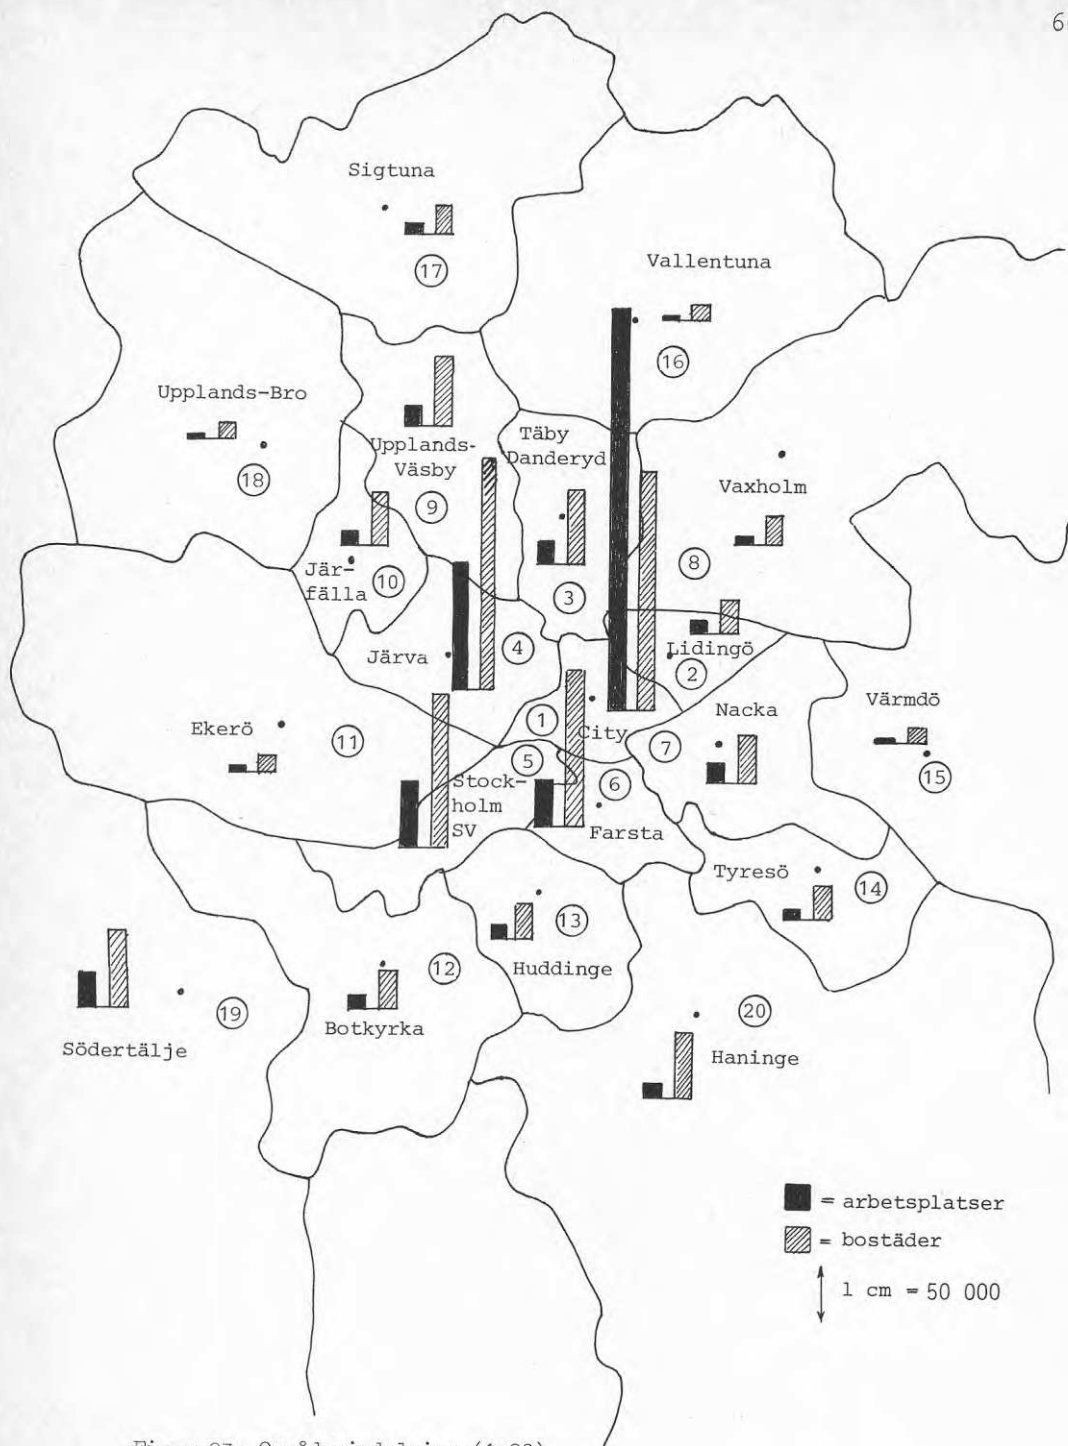 6
Sigtuna
17
Vallentuna
16
Upplands-Bro
18
Upplands-
Väsby
9
Täby
Danderyd
3
Vaxholm
8
Jär-
fälla
10
Järva
4
Lidingö
2
Ekerö
11
1
City
Nacka
7
Värmdö
15
5
Stock-
holm
SV
6
Farsta
Tyresö
14
13
Huddinge
12
Botkyrka
19
Södertälje
20
Haninge
= arbetsplatser
= bostäder
1 cm = 50 000